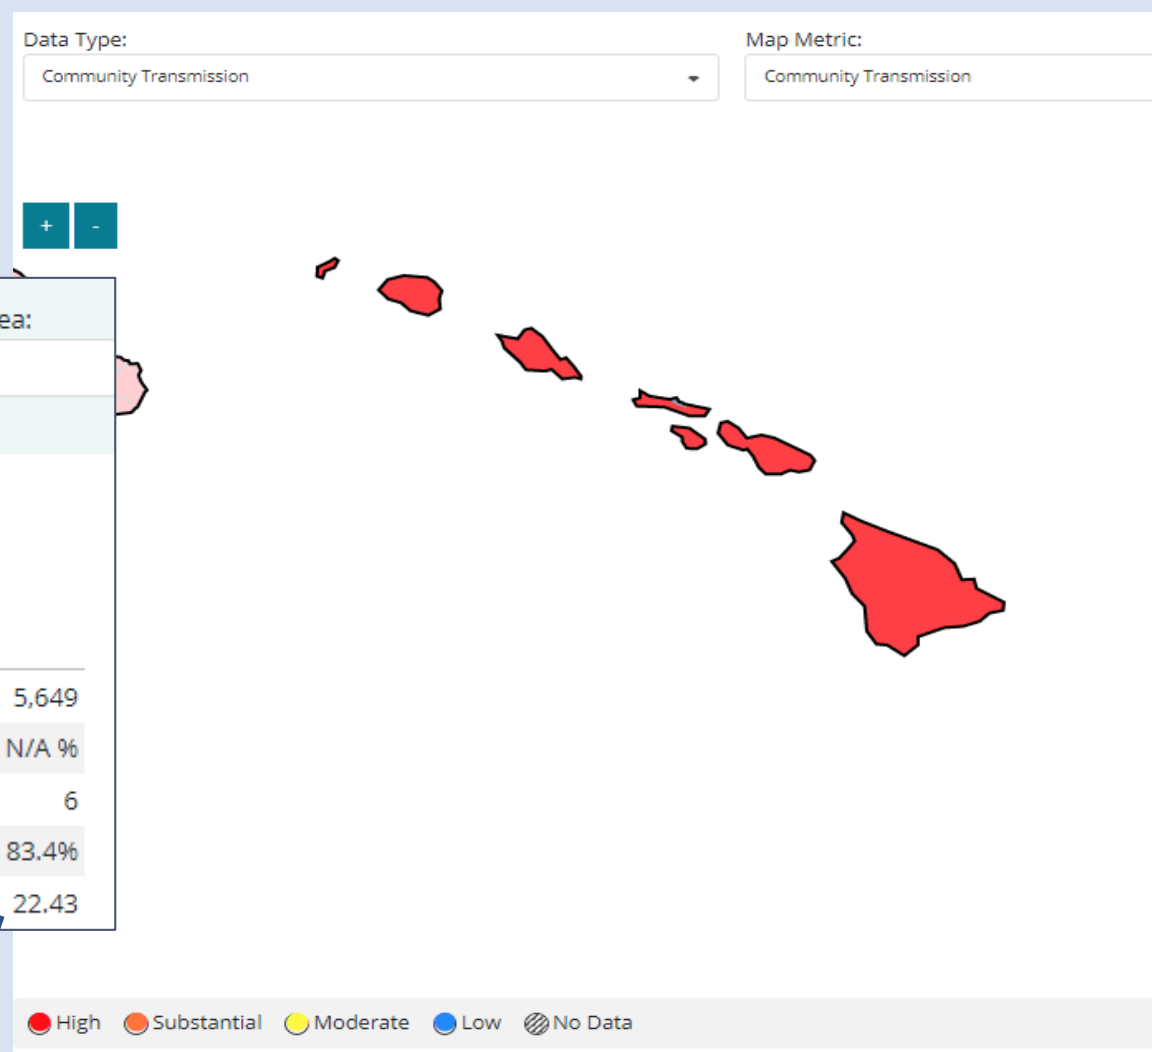 Data Type:
Map Metric:
Community Transmission
Community Transmission
+ -
ea:
5,649
N/A %
6
83.4%
22.43
High Substantial Moderate Low No Data